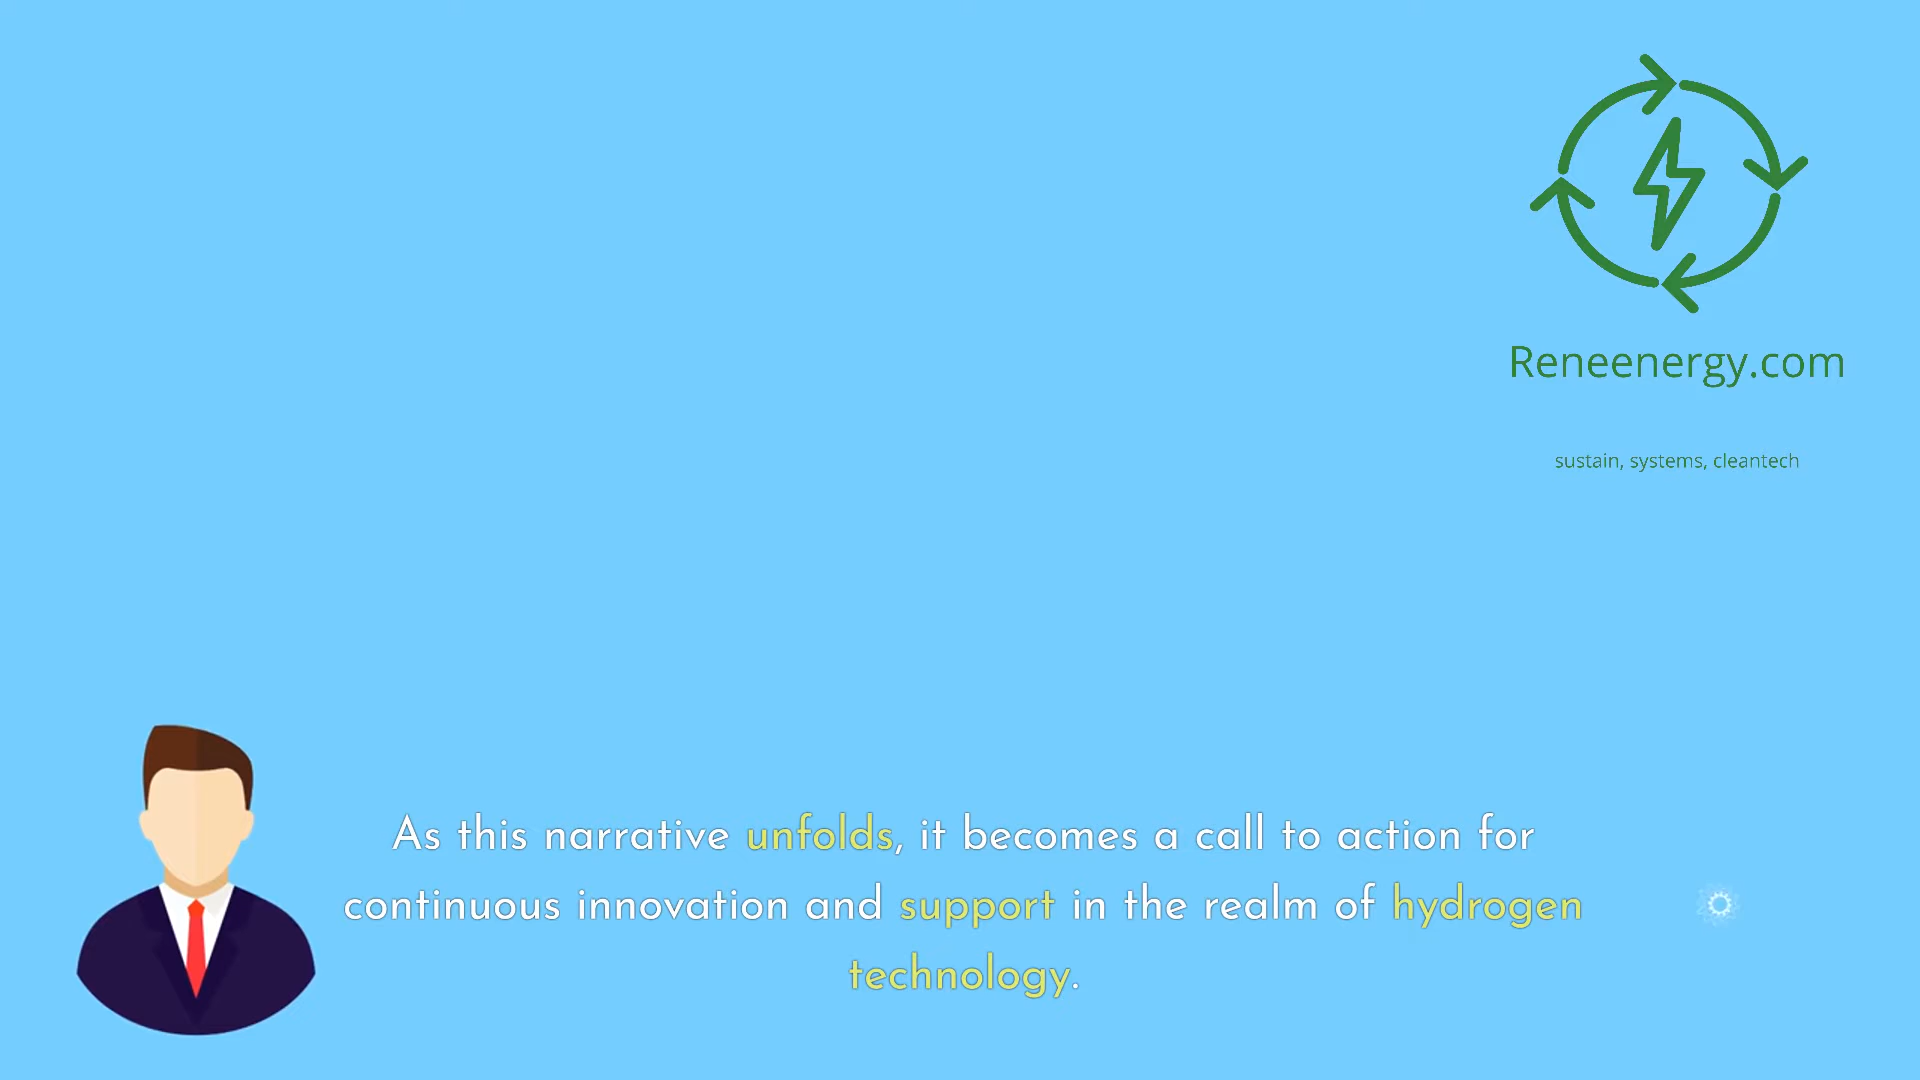 Reneenergy.com
sustain, systems, cleantech
As this narrative unfolds, it becomes a call to action for
continuous innovation and support in the realm of hydrogen
technology.